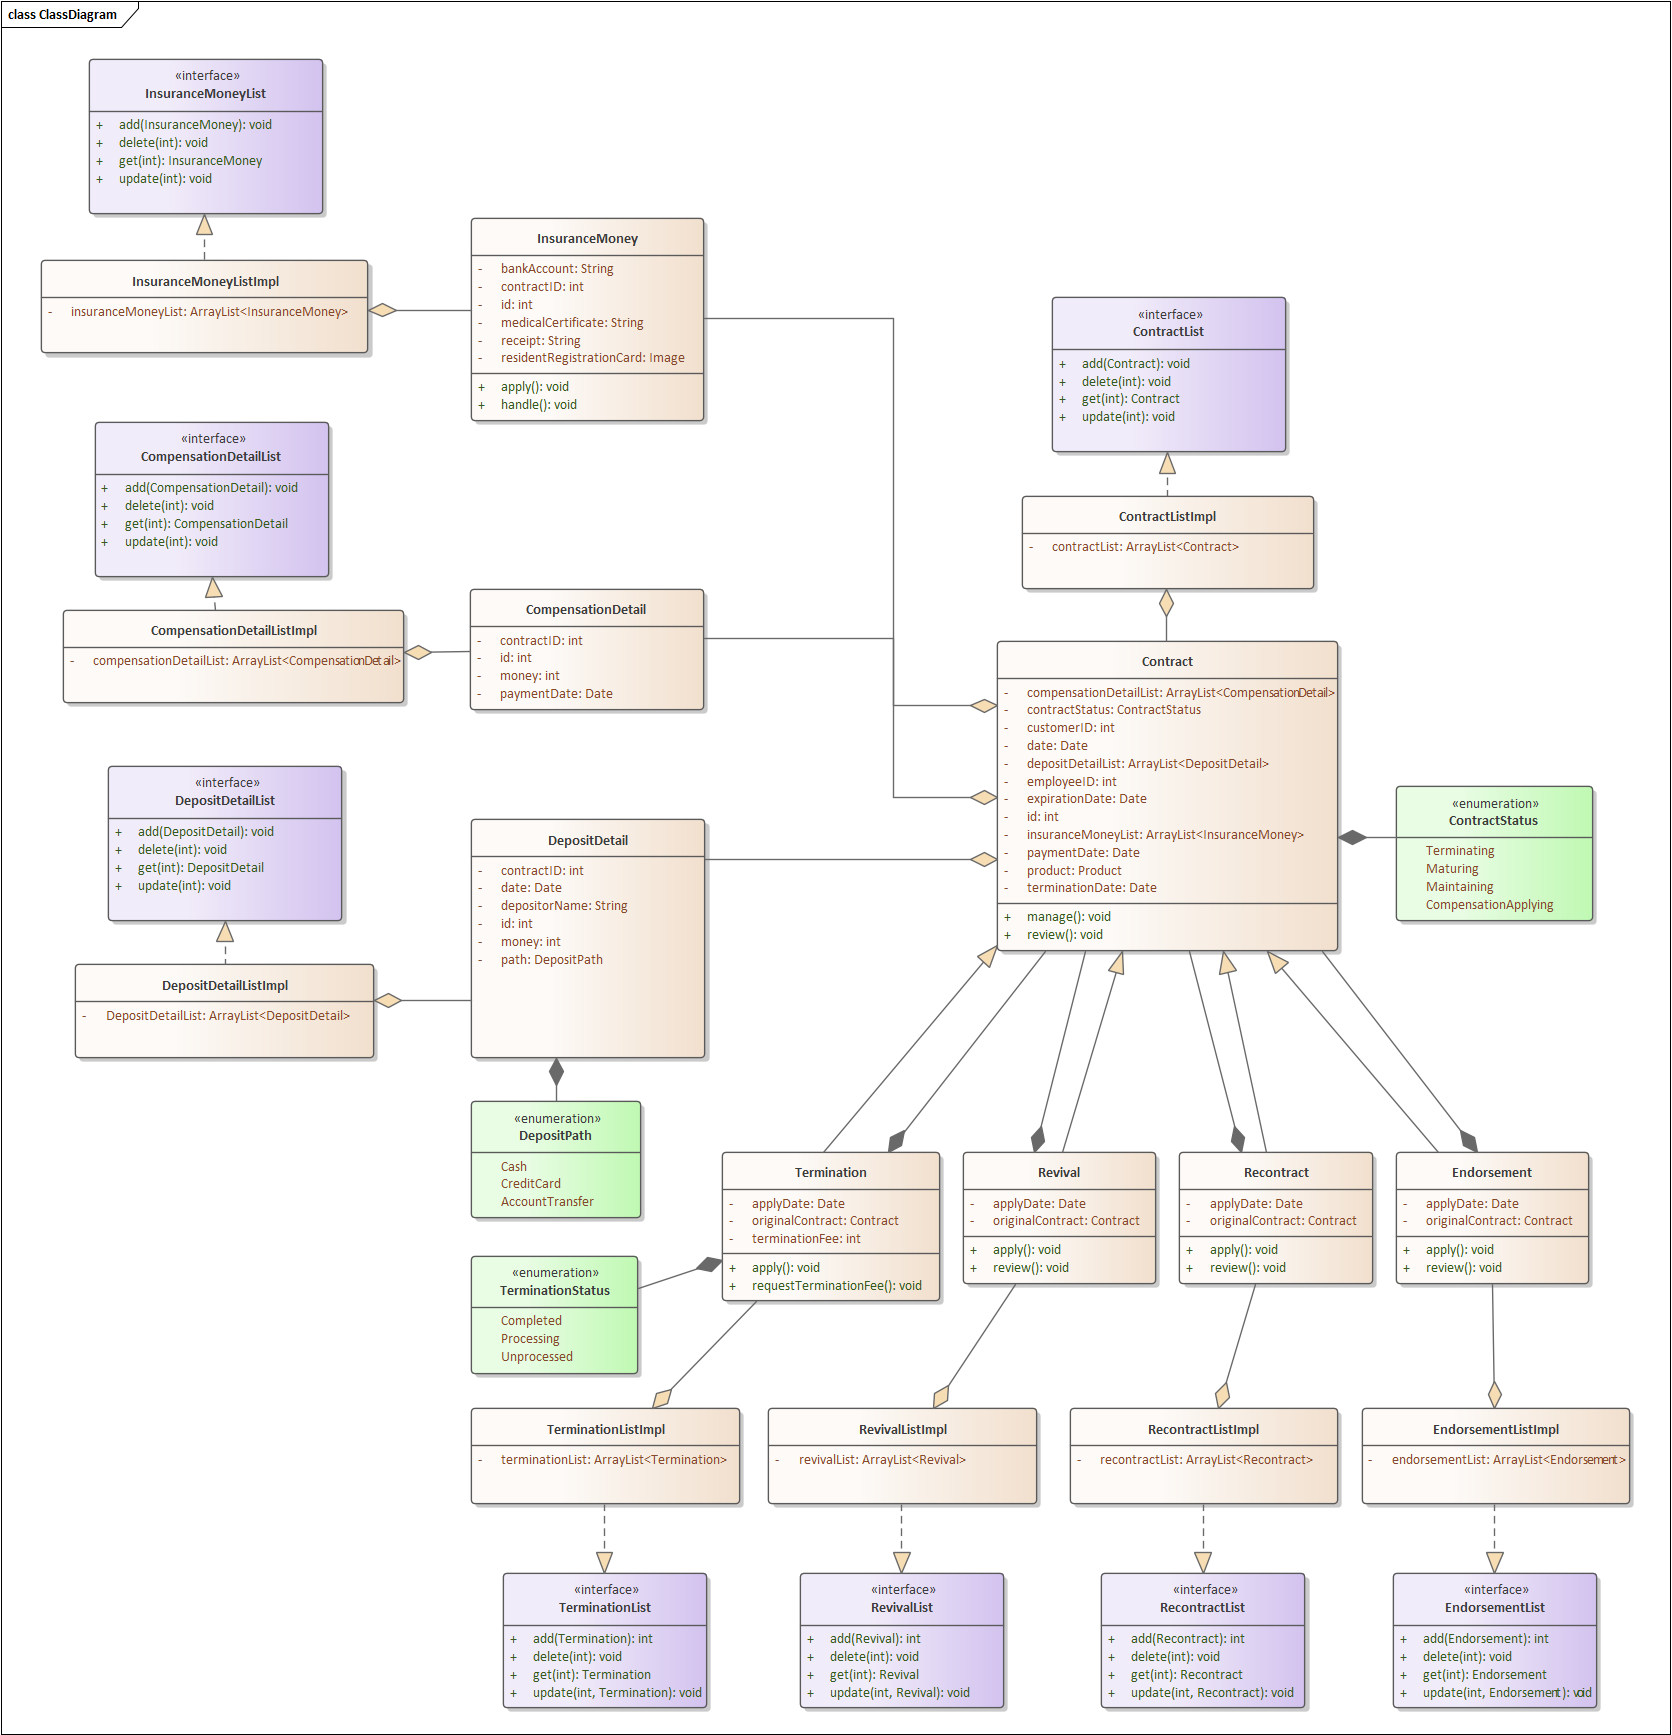 class ClassDiagram
«interface»
InsuranceMoneyList
+ add(InsuranceMoney): void
+ delete(int): void
+ get(int): InsuranceMoney
+ update(int): void
InsuranceMoneyListImpl
- insuranceMoneyList: ArrayList<InsuranceMoney>
InsuranceMoney
- bankAccount: String
- contractID: int
- id: int
- medicalCertificate: String
- receipt: String
- residentRegistrationCard: Image
+ apply(): void
+ handle(): void
«interface»
ContractList
+ add(Contract): void
+ delete(int): void
+ get(int): Contract
+ update(int): void
«interface»
CompensationDetailList
+ add(CompensationDetail): void
+ delete(int): void
+ get(int): CompensationDetail
+ update(int): void
ContractListImpl
- contractList: ArrayList<Contract>
CompensationDetailListImpl
- compensationDetailList: ArrayList<CompensationDetail>
CompensationDetail
- contractID: int
- id: int
- money: int
- paymentDate: Date
Contract
- compensationDetailList: ArrayList<CompensationDetail>
- contractStatus: ContractStatus
- customerID: int
- date: Date
- depositDetailList: ArrayList<DepositDetail>
- employeeID: int
- expirationDate: Date
- id: int
- insuranceMoneyList: ArrayList<InsuranceMoney>
- paymentDate: Date
- product: Product
- terminationDate: Date
+ manage(): void
+ review(): void
«enumeration»
ContractStatus
Terminating
Maturing
Maintaining
CompensationApplying
«interface»
DepositDetailList
+ add(DepositDetail): void
+ delete(int): void
+ get(int): DepositDetail
+ update(int): void
DepositDetail
- contractID: int
- date: Date
- depositorName: String
- id: int
- money: int
- path: DepositPath
DepositDetailListImpl
- DepositDetailList: ArrayList<DepositDetail>
«enumeration»
DepositPath
Cash
CreditCard
AccountTransfer
Termination
- applyDate: Date
- originalContract: Contract
- terminationFee: int
+ apply(): void
+ requestTerminationFee(): void
Revival
- applyDate: Date
- originalContract: Contract
+ apply(): void
+ review(): void
Recontract
- applyDate: Date
- originalContract: Contract
+ apply(): void
+ review(): void
Endorsement
- applyDate: Date
- originalContract: Contract
+ apply(): void
+ review(): void
«enumeration»
TerminationStatus
Completed
Processing
Unprocessed
TerminationListImpl
- terminationList: ArrayList<Termination>
RevivalListImpl
- revivalList: ArrayList<Revival>
RecontractListImpl
- recontractList: ArrayList<Recontract>
EndorsementListImpl
- endorsementList: ArrayList<Endorsement>
«interface»
TerminationList
+ add(Termination): int
+ delete(int): void
+ get(int): Termination
+ update(int, Termination): void
«interface»
RevivalList
+ add(Revival): int
+ delete(int): void
+ get(int): Revival
+ update(int, Revival): void
«interface»
RecontractList
+ add(Recontract): int
+ delete(int): void
+ get(int): Recontract
+ update(int, Recontract): void
«interface»
EndorsementList
+ add(Endorsement): int
+ delete(int): void
+ get(int): Endorsement
+ update(int, Endorsement): void